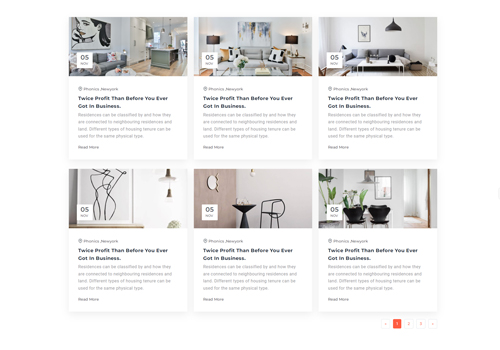 05
NOV
Phonics ,Newyork
Twice Profit Than Before You Ever
Got In Business.
Residences can be classified by and how they
are connected to neighbouring residences and
land. Different types of housing tenure can be
used for the same physical type.
Read More
05
NOV
Phonics ,Newyork
Twice Profit Than Before You Ever
Got In Business.
Residences can be classified by and how they
are connected to neighbouring residences and
land. Different types of housing tenure can be
used for the same physical type.
Read More
05
NOV
Phonics ,Newyork
Twice Profit Than Before You Ever
Got In Business.
Residences can be classified by and how they
are connected to neighbouring residences and
land. Different types of housing tenure can be
used for the same physical type.
Read More
05
NOV
Phonics ,Newyork
Twice Profit Than Before You Ever
Got In Business.
Residences can be classified by and how they
are connected to neighbouring residences and
land. Different types of housing tenure can be
used for the same physical type.
Read More
05
NOV
Phonics ,Newyork
Twice Profit Than Before You Ever
Got In Business.
Residences can be classified by and how they
are connected to neighbouring residences and
land. Different types of housing tenure can be
used for the same physical type.
Read More
05
NOV
Phonics ,Newyork
Twice Profit Than Before You Ever
Got In Business.
Residences can be classified by and how they
are connected to neighbouring residences and
land. Different types of housing tenure can be
used for the same physical type.
Read More
« 1 2 3 »